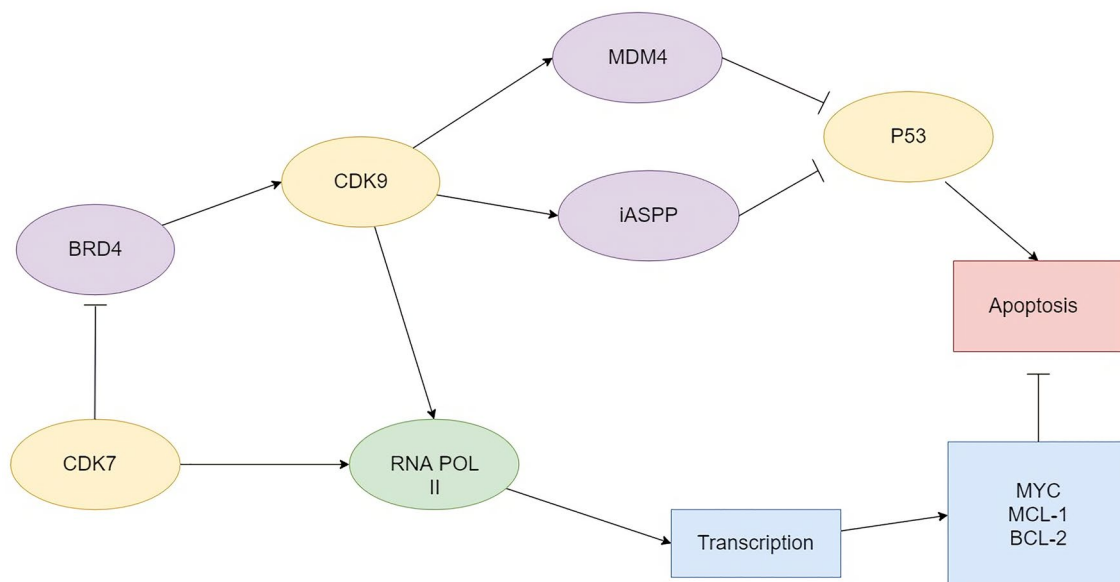 MDM4
P53
CDK9
iASPP
BRD4
Apoptosis
CDK7
RNA POL
II
MYC
MCL-1
BCL-2
Transcription